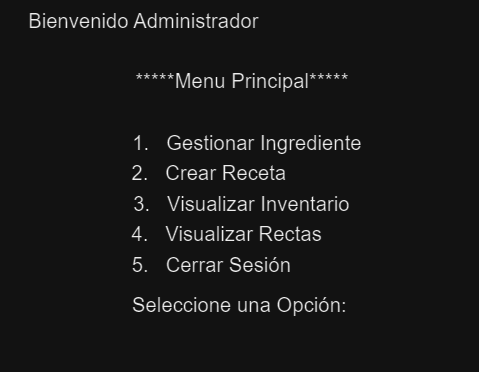 Bienvenido Administrador
*****Menu Principal*****
1. Gestionar Ingrediente
2. Crear Receta
3. Visualizar Inventario
4. Visualizar Rectas
5. Cerrar Sesión
Seleccione una Opción: